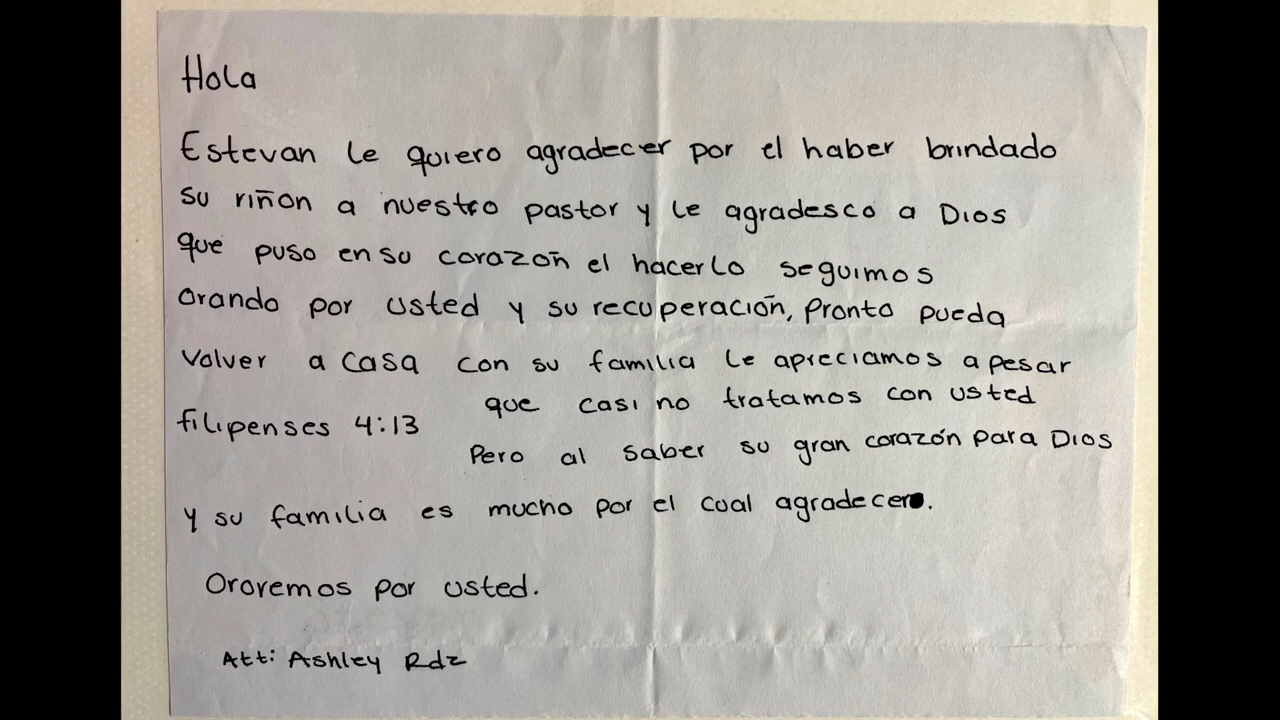 Hola
Estevan le quiero agradecer por el haber brindado
su riñon a nuestro pastor y le agradesco a Dios
que puso en su corazón el hacerlo seguimos
orando por usted y su recuperación, Pronto pueda
Volver a casa con su familia le apreciamos a pesar
que casi no tratamos con usted
filipenses 4:13
Pero al saber su gran corazón para Dios
y su familia es mucho por el cual agradecer.
Ororemos por usted.
Att: Ashley Rdz